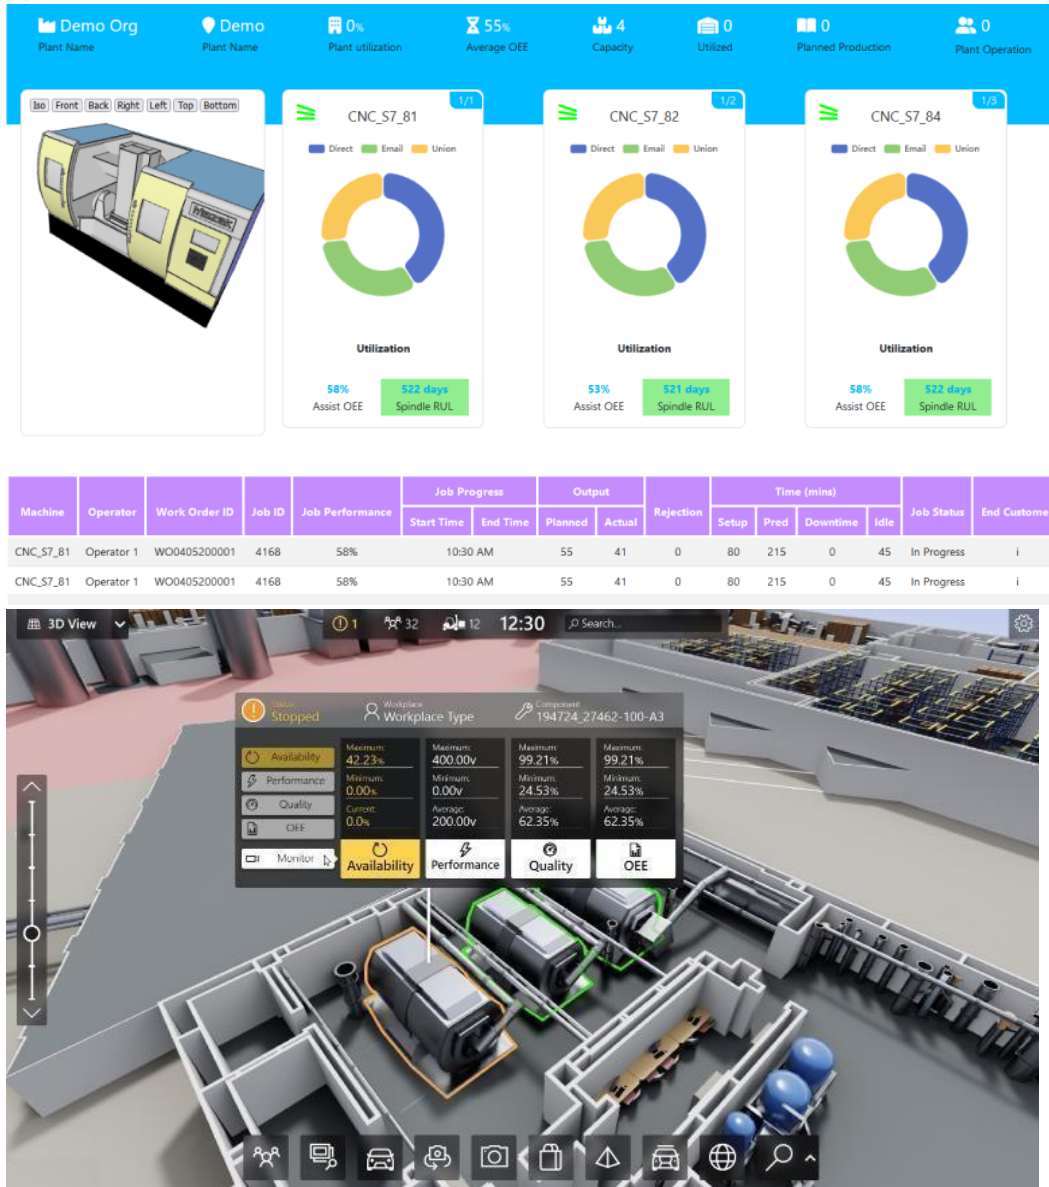 Demo Org Demo 0% 55% 4 0 0 0
Plant Name Plant Name Plant utilization Average OEE Capacity Utilized Planned Production Plant Operation
Iso Front Back Right Left Top Bottom
Mazak
1/1
CNC_S7_81
Direct Email Union
Utilization
58% 522 days
Assist OEE Spindle RUL
1/2
CNC_S7_82
Direct Email Union
Utilization
53% 521 days
Assist OEE Spindle RUL
1/3
CNC_S7_84
Direct Email Union
Utilization
58% 522 days
Assist OEE Spindle RUL
Job Progress Output Time (mins)
Machine Operator Work Order ID Job ID Job Performance Rejection Job Status End Custome
Start Time End Time Planned Actual Setup Pred Downtime Idle
CNC_S7_81 Operator 1 WO0405200001 4168 58% 10:30 AM 55 41 0 80 215 0 45 In Progress i
CNC_S7_81 Operator 1 WO0405200001 4168 58% 10:30 AM 55 41 0 80 215 0 45 In Progress i
3D View 1 32 12 12:30 Search...
Status Workplace Component
Stopped Workplace Type 194724_27462-100-A3
Availability
Performance
Quality
OEE
Monitor
Maximum: Maximum: Maximum: Maximum:
42.23% 400.00v 99.21% 99.21%
Minimum: Minimum: Minimum: Minimum:
0.00% 0.00v 24.53% 24.53%
Current: Average: Average: Average:
0.0% 200.00v 62.35% 62.35%
Availability Performance Quality OEE